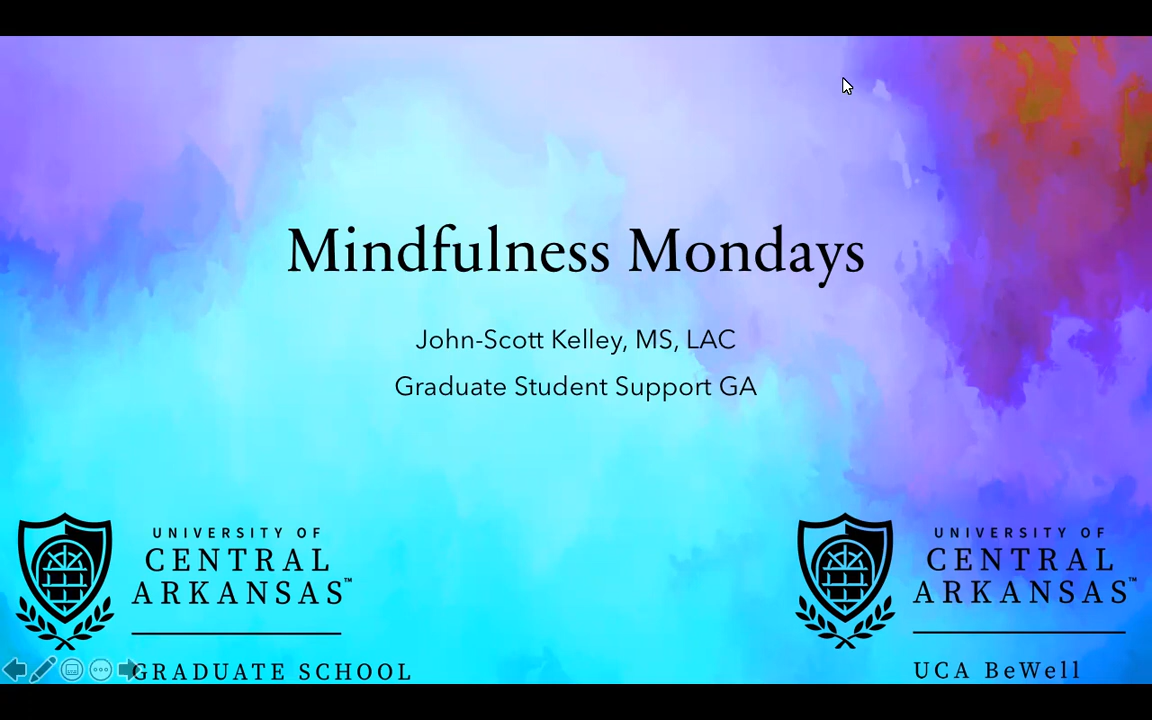 Mindfulness Mondays
John-Scott Kelley, MS, LAC
Graduate Student Support GA
UNIVERSITY OF
CENTRAL
ARKANSAS™
GRADUATE SCHOOL
UNIVERSITY OF
CENTRAL
ARKANSAS™
UCA BeWell